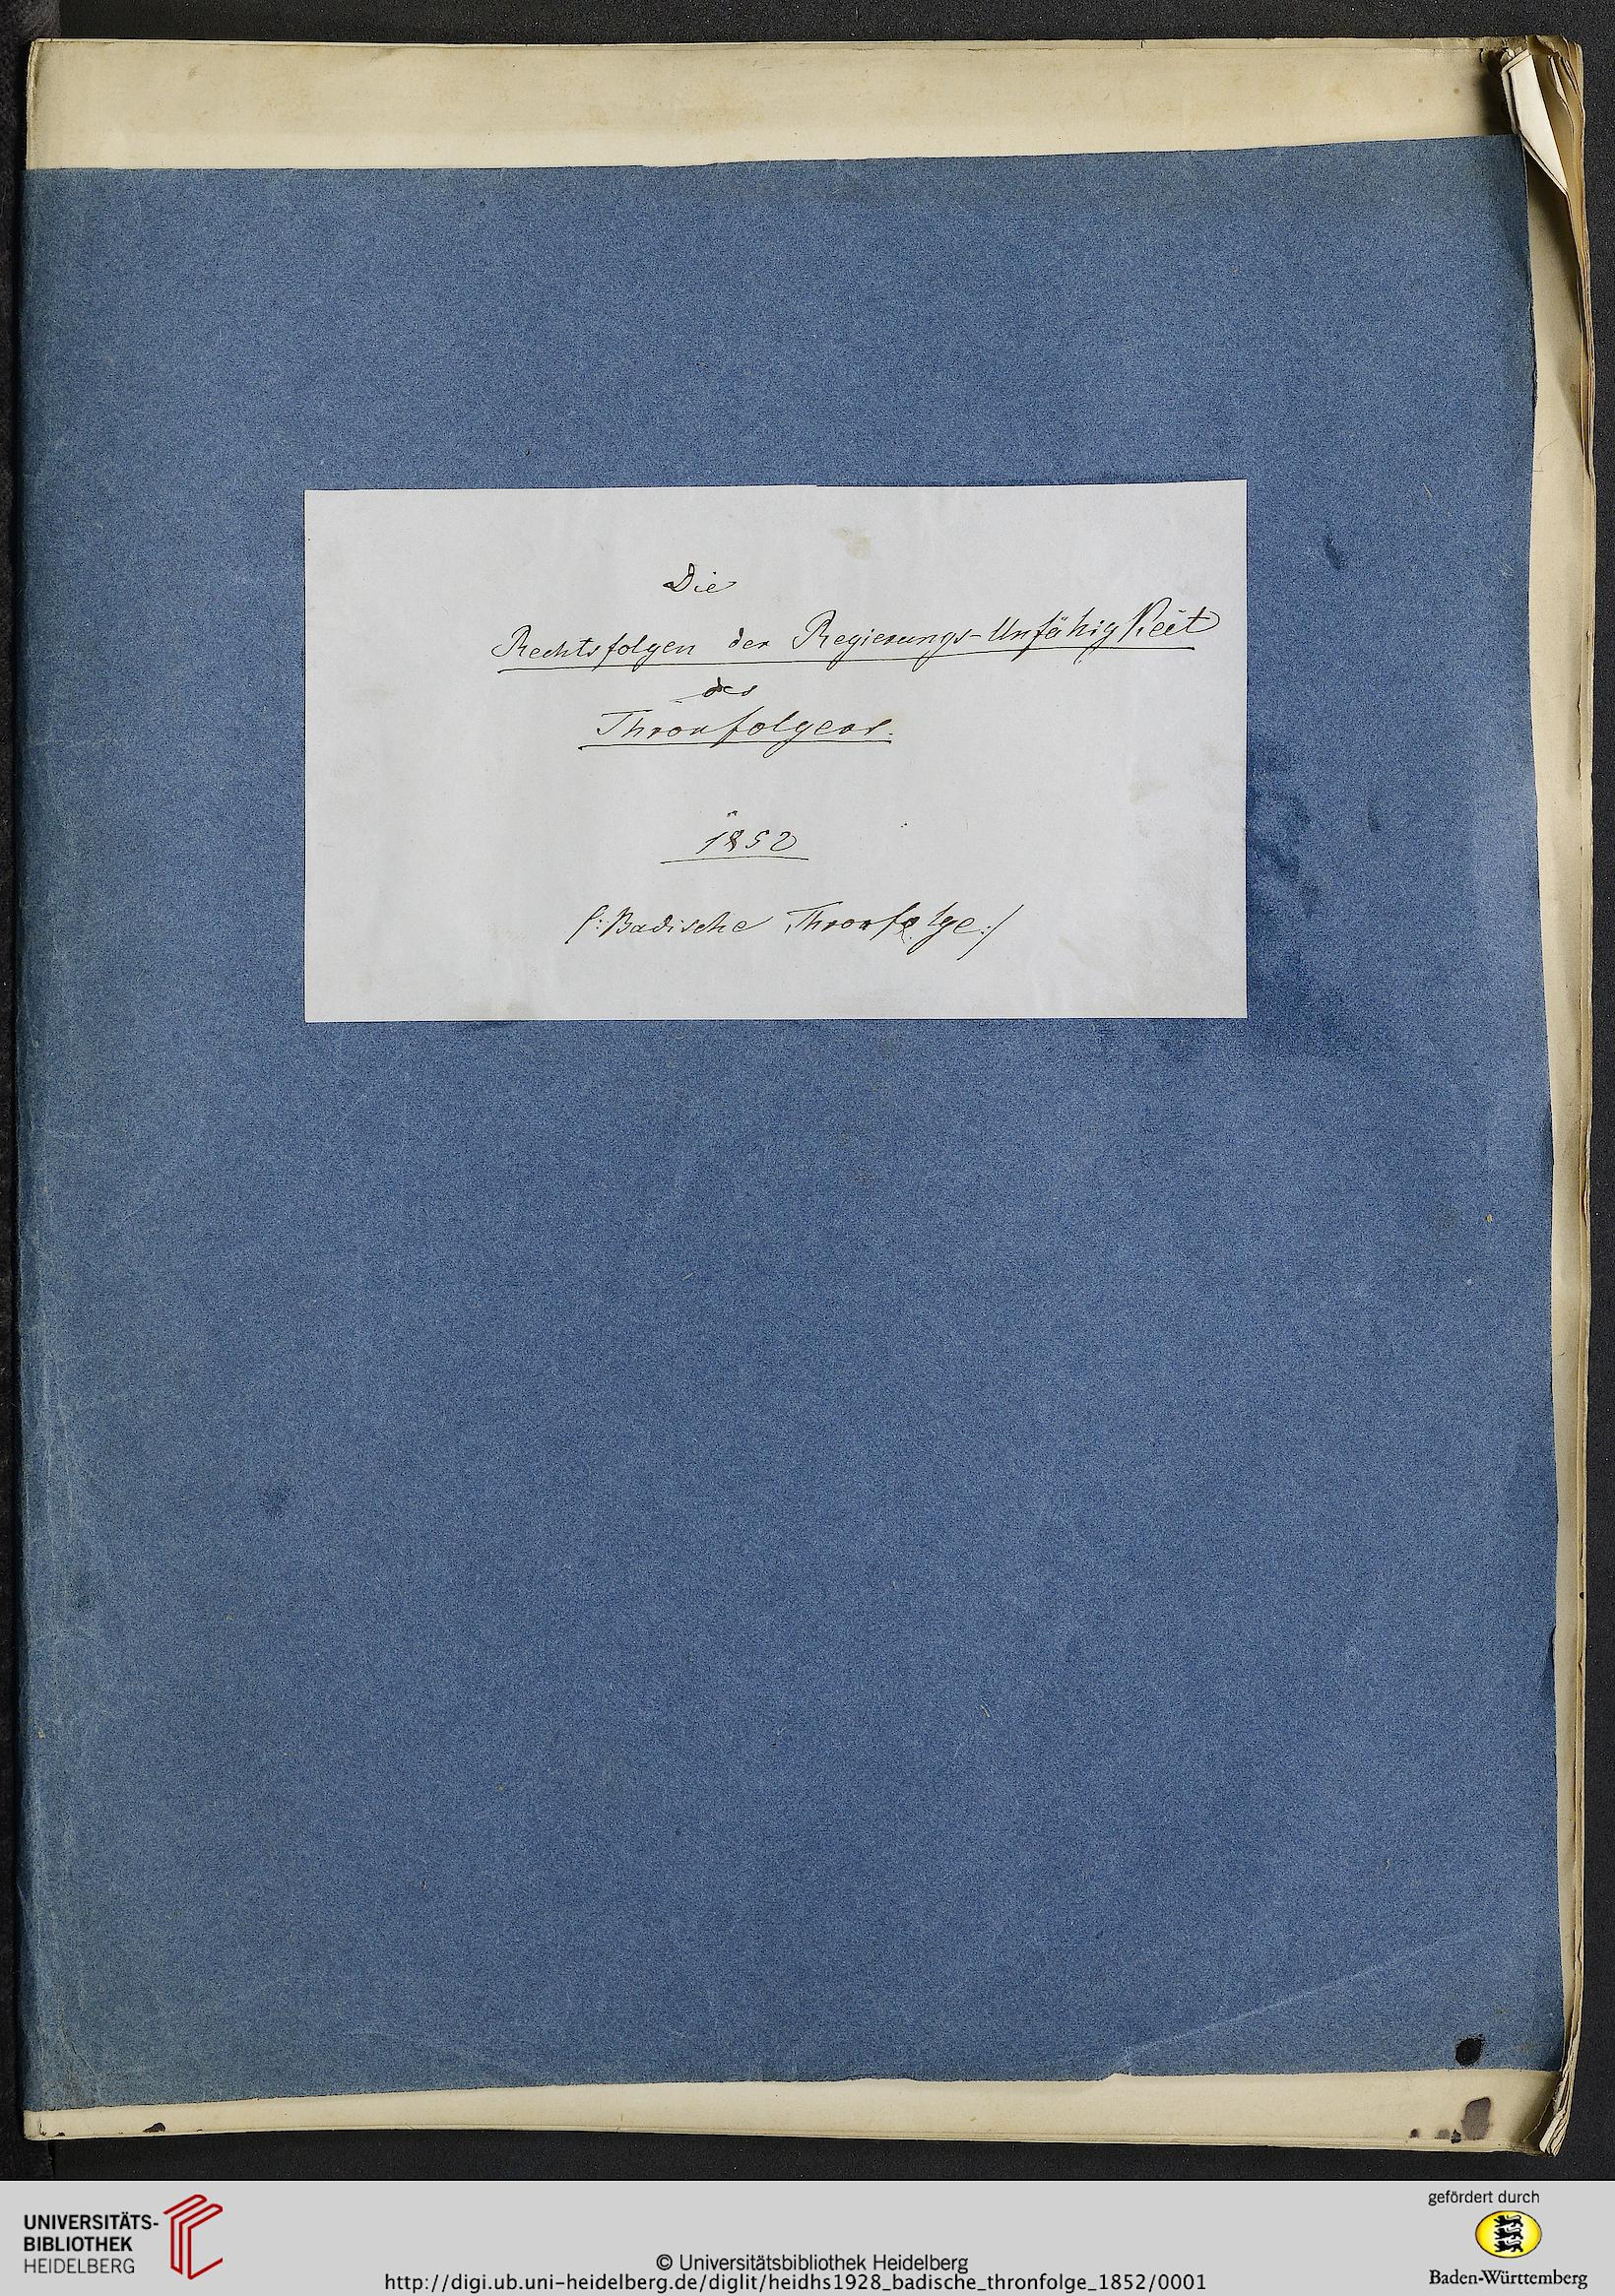 Die
Rechtsfolgen der Regierungs-Unfähigkeit
des
Thronfolgers.
1852
/: Badische Thronfolge :/
UNIVERSITÄTS-
BIBLIOTHEK
HEIDELBERG
© Universitätsbibliothek Heidelberg
http://digi.ub.uni-heidelberg.de/diglit/heidhs1928_badische_thronfolge_1852/0001
gefördert durch
Baden-Württemberg